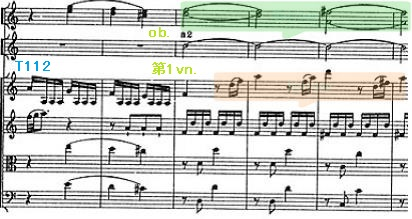 ob.
a2
T112
第1vn.